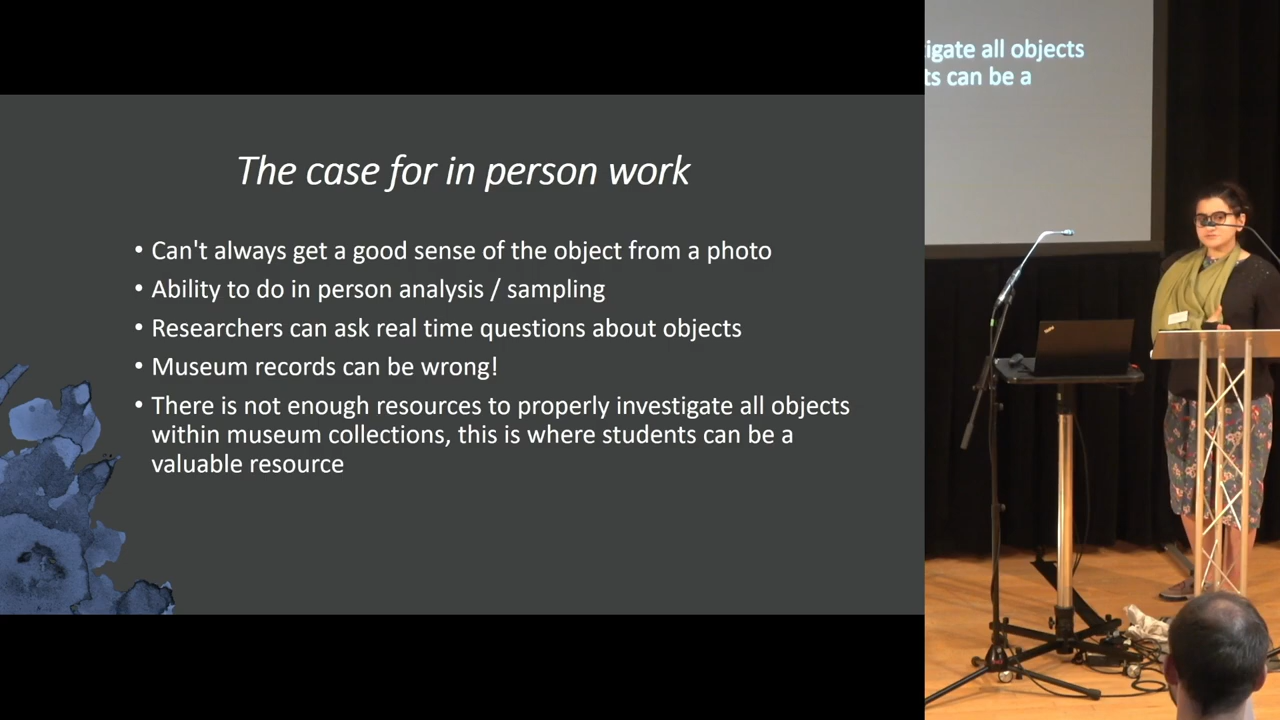 The case for in person work
• Can't always get a good sense of the object from a photo
• Ability to do in person analysis / sampling
• Researchers can ask real time questions about objects
• Museum records can be wrong!
• There is not enough resources to properly investigate all objects
within museum collections, this is where students can be a
valuable resource
igate all objects
ts can be a